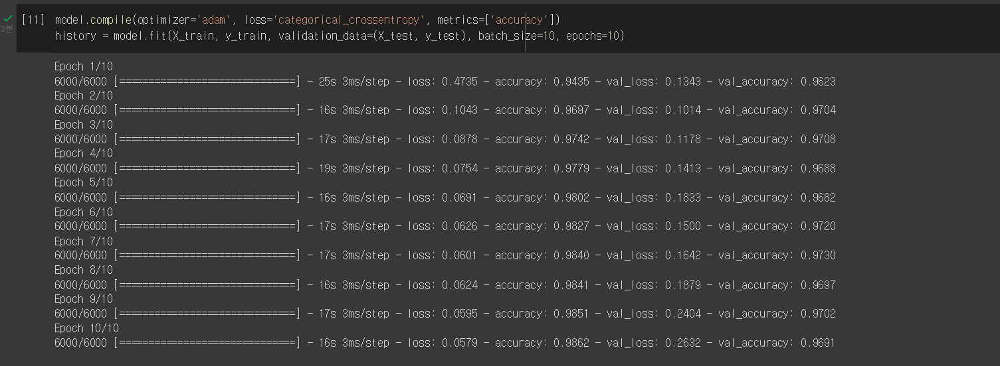 [11] model.compile(optimizer='adam', loss='categorical_crossentropy', metrics=['accuracy'])
3분
history = model.fit(X_train, y_train, validation_data=(X_test, y_test), batch_size=10, epochs=10)
Epoch 1/10
6000/6000 [==============================] - 25s 3ms/step - loss: 0.4735 - accuracy: 0.9435 - val_loss: 0.1343 - val_accuracy: 0.9623
Epoch 2/10
6000/6000 [==============================] - 16s 3ms/step - loss: 0.1043 - accuracy: 0.9697 - val_loss: 0.1014 - val_accuracy: 0.9704
Epoch 3/10
6000/6000 [==============================] - 17s 3ms/step - loss: 0.0878 - accuracy: 0.9742 - val_loss: 0.1178 - val_accuracy: 0.9708
Epoch 4/10
6000/6000 [==============================] - 19s 3ms/step - loss: 0.0754 - accuracy: 0.9779 - val_loss: 0.1413 - val_accuracy: 0.9688
Epoch 5/10
6000/6000 [==============================] - 16s 3ms/step - loss: 0.0691 - accuracy: 0.9802 - val_loss: 0.1833 - val_accuracy: 0.9682
Epoch 6/10
6000/6000 [==============================] - 17s 3ms/step - loss: 0.0626 - accuracy: 0.9827 - val_loss: 0.1500 - val_accuracy: 0.9720
Epoch 7/10
6000/6000 [==============================] - 17s 3ms/step - loss: 0.0601 - accuracy: 0.9840 - val_loss: 0.1642 - val_accuracy: 0.9730
Epoch 8/10
6000/6000 [==============================] - 16s 3ms/step - loss: 0.0624 - accuracy: 0.9841 - val_loss: 0.1879 - val_accuracy: 0.9697
Epoch 9/10
6000/6000 [==============================] - 17s 3ms/step - loss: 0.0595 - accuracy: 0.9851 - val_loss: 0.2404 - val_accuracy: 0.9702
Epoch 10/10
6000/6000 [==============================] - 16s 3ms/step - loss: 0.0579 - accuracy: 0.9862 - val_loss: 0.2632 - val_accuracy: 0.9691